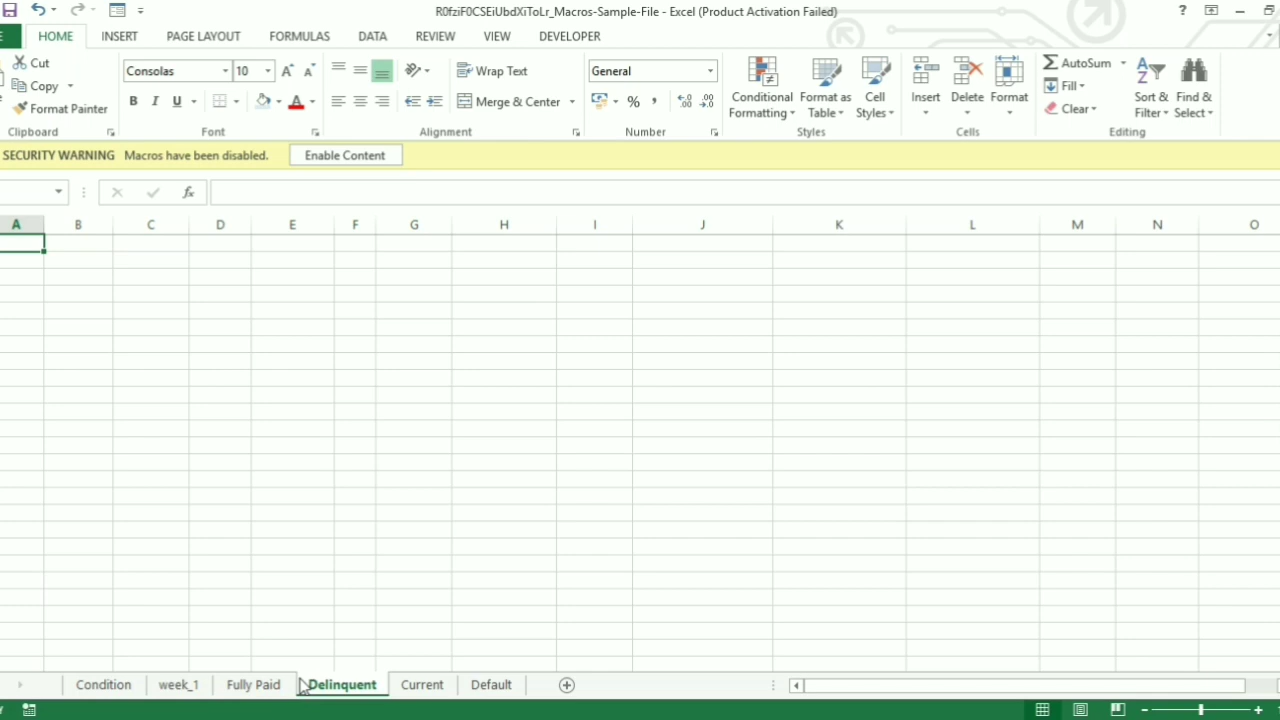 R0fziF0CSEiUbdXiToLr_Macros-Sample-File - Excel (Product Activation Failed)
?
E HOME INSERT PAGE LAYOUT FORMULAS DATA REVIEW VIEW DEVELOPER
Cut
Copy
Format Painter
Clipboard
Consolas 10 A A
B I U A
Font
Wrap Text
Merge & Center
Alignment
General
% , .00 .0
Number
Conditional Formatting
Format as Table
Cell Styles
Styles
Insert Delete Format
Cells
AutoSum
Fill
Clear
Sort & Filter
Find & Select
Editing
SECURITY WARNING Macros have been disabled. Enable Content
fx
A B C D E F G H I J K L M N O
Condition week_1 Fully Paid Delinquent Current Default